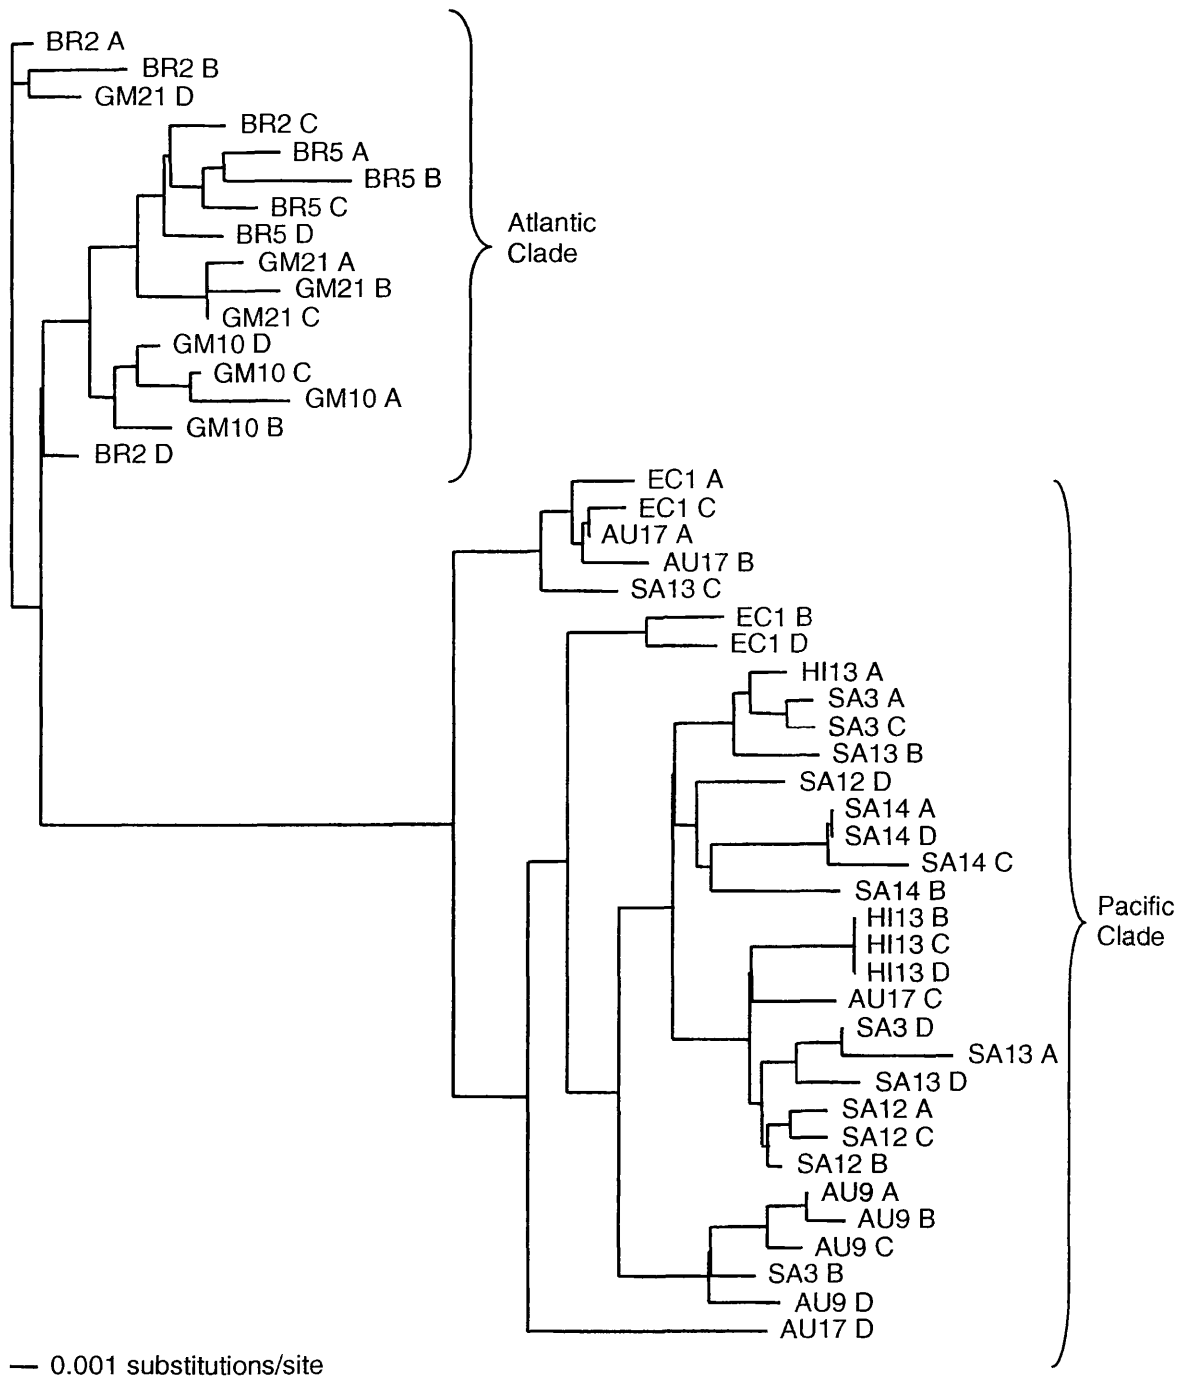 BR2 A
BR2 B
GM21 D
BR2 C
BR5 A
BR5 B
BR5 C
BR5 D
GM21 A
GM21 B
GM21 C
GM10 D
GM10 C
GM10 A
GM10 B
BR2 D
Atlantic
Clade
EC1 A
EC1 C
AU17 A
AU17 B
SA13 C
EC1 B
EC1 D
HI13 A
SA3 A
SA3 C
SA13 B
SA12 D
SA14 A
SA14 D
SA14 C
SA14 B
HI13 B
HI13 C
HI13 D
AU17 C
SA3 D
SA13 A
SA13 D
SA12 A
SA12 C
SA12 B
AU9 A
AU9 B
AU9 C
SA3 B
AU9 D
AU17 D
Pacific
Clade
0.001 substitutions/site